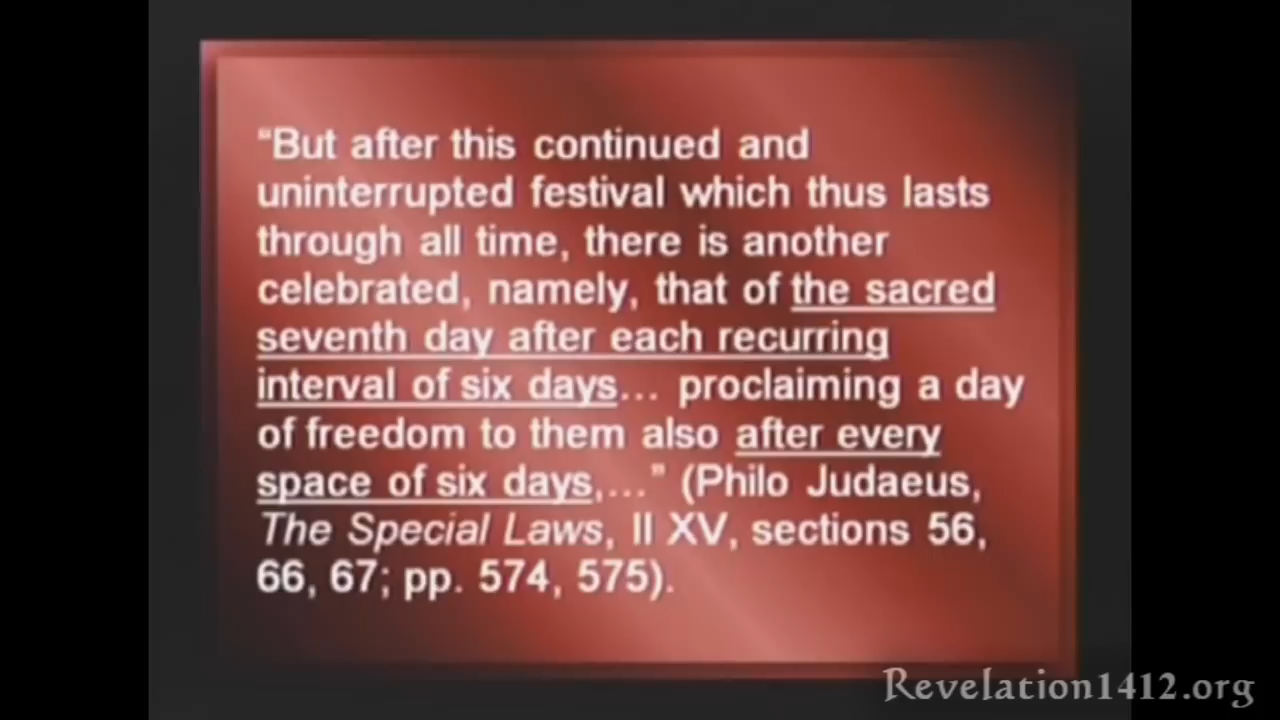 “But after this continued and
uninterrupted festival which thus lasts
through all time, there is another
celebrated, namely, that of the sacred
seventh day after each recurring
interval of six days... proclaiming a day
of freedom to them also after every
space of six days,...” (Philo Judaeus,
The Special Laws, II XV, sections 56,
66, 67; pp. 574, 575).
Revelation1412.org